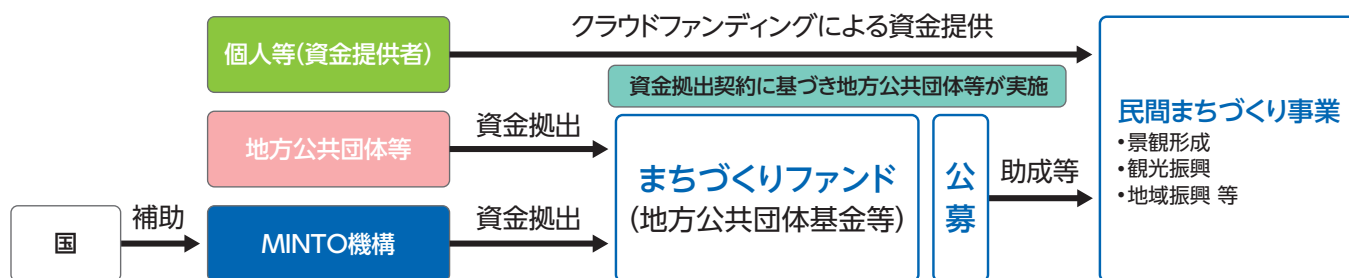 クラウドファンディングによる資金提供
個人等(資金提供者)
資金拠出契約に基づき地方公共団体等が実施
地方公共団体等
資金拠出
まちづくりファンド
(地方公共団体基金等)
公募
助成等
民間まちづくり事業
•景観形成
•観光振興
•地域振興 等
国
補助
MINTO機構
資金拠出